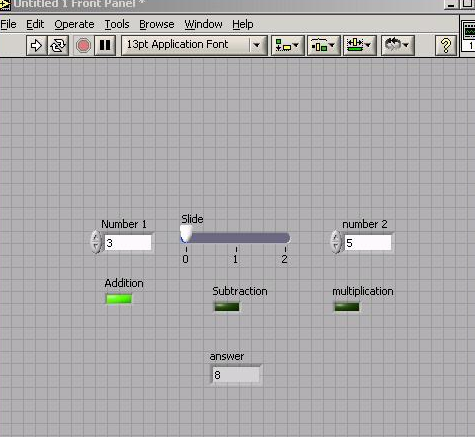 Untitled 1 Front Panel *
File Edit Operate Tools Browse Window Help
13pt Application Font
?
1
Number 1
Slide
number 2
3
5
0 1 2
Addition
Subtraction
multiplication
answer
8